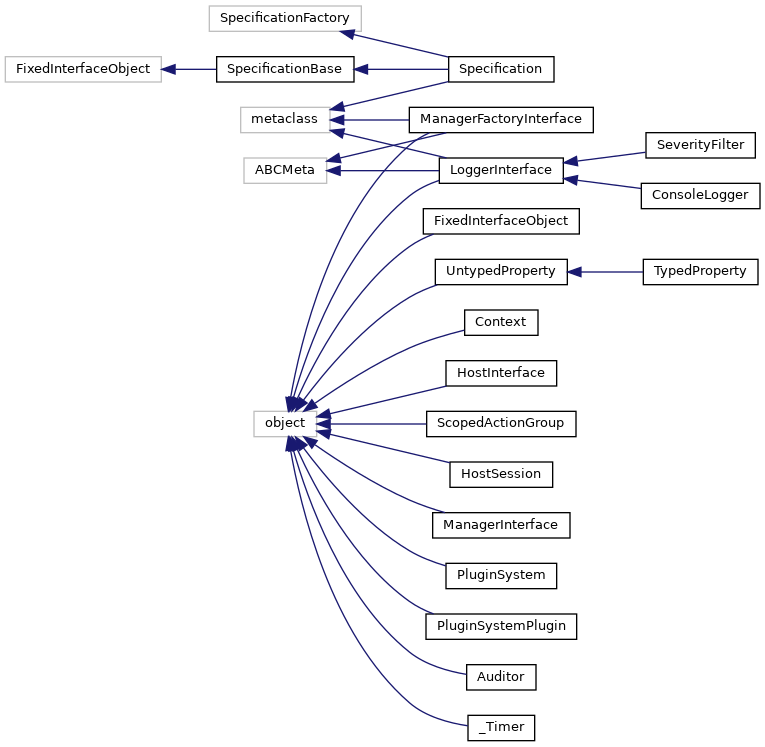 SpecificationFactory
FixedInterfaceObject
SpecificationBase
Specification
metaclass
ManagerFactoryInterface
SeverityFilter
ABCMeta
LoggerInterface
ConsoleLogger
FixedInterfaceObject
UntypedProperty
TypedProperty
Context
HostInterface
object
ScopedActionGroup
HostSession
ManagerInterface
PluginSystem
PluginSystemPlugin
Auditor
_Timer